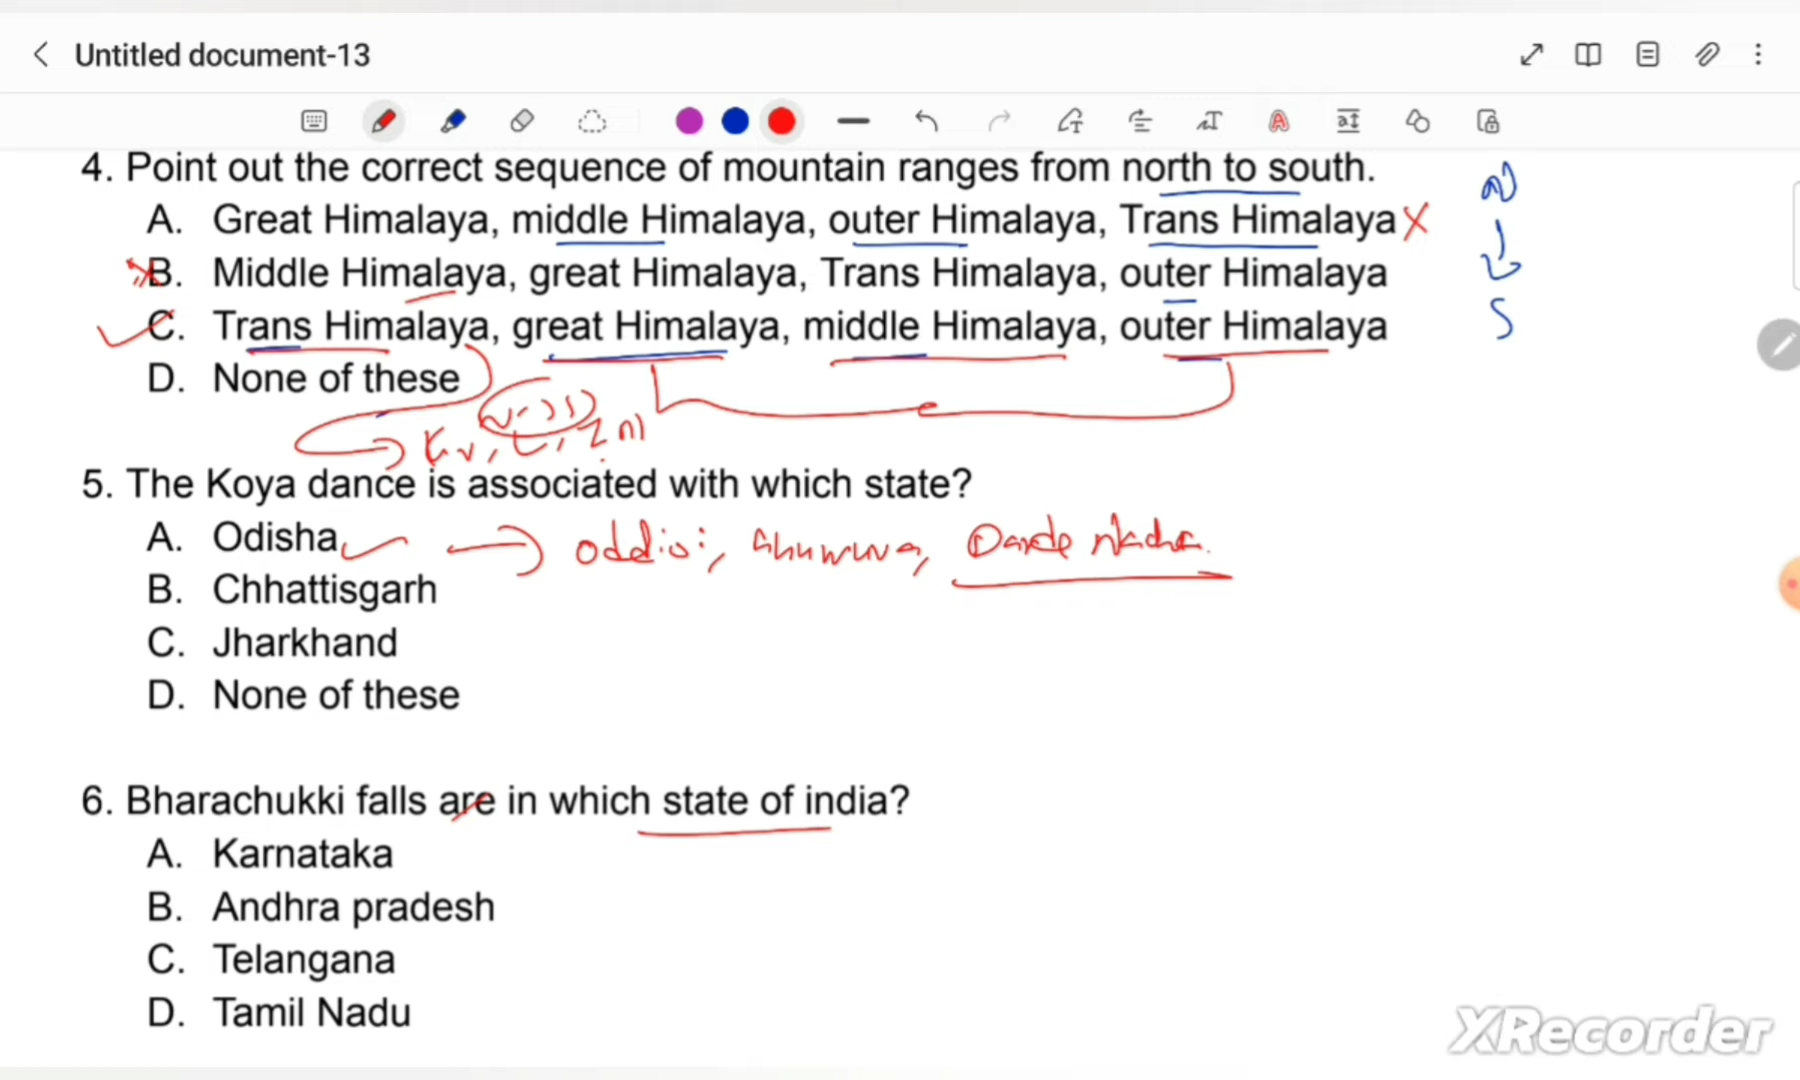 Untitled document-13
4. Point out the correct sequence of mountain ranges from north to south.
A. Great Himalaya, middle Himalaya, outer Himalaya, Trans Himalaya X
B. Middle Himalaya, great Himalaya, Trans Himalaya, outer Himalaya
C. Trans Himalaya, great Himalaya, middle Himalaya, outer Himalaya
D. None of these
N
S
5. The Koya dance is associated with which state?
A. Odisha
B. Chhattisgarh
C. Jharkhand
D. None of these
6. Bharachukki falls are in which state of india?
A. Karnataka
B. Andhra pradesh
C. Telangana
D. Tamil Nadu
XRecorder